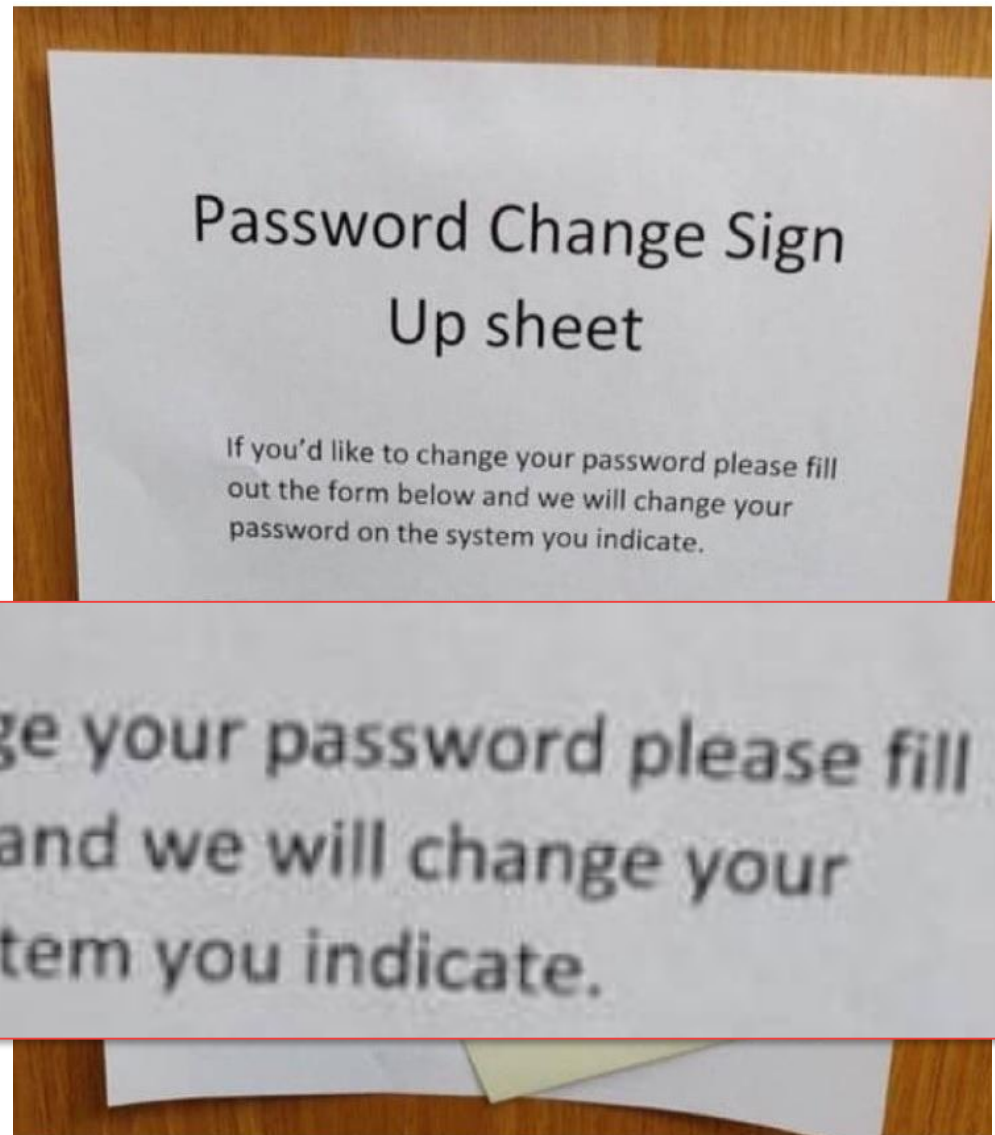 Password Change Sign
Up sheet
If you'd like to change your password please fill
out the form below and we will change your
password on the system you indicate.
ge your password please fill
and we will change your
tem you indicate.